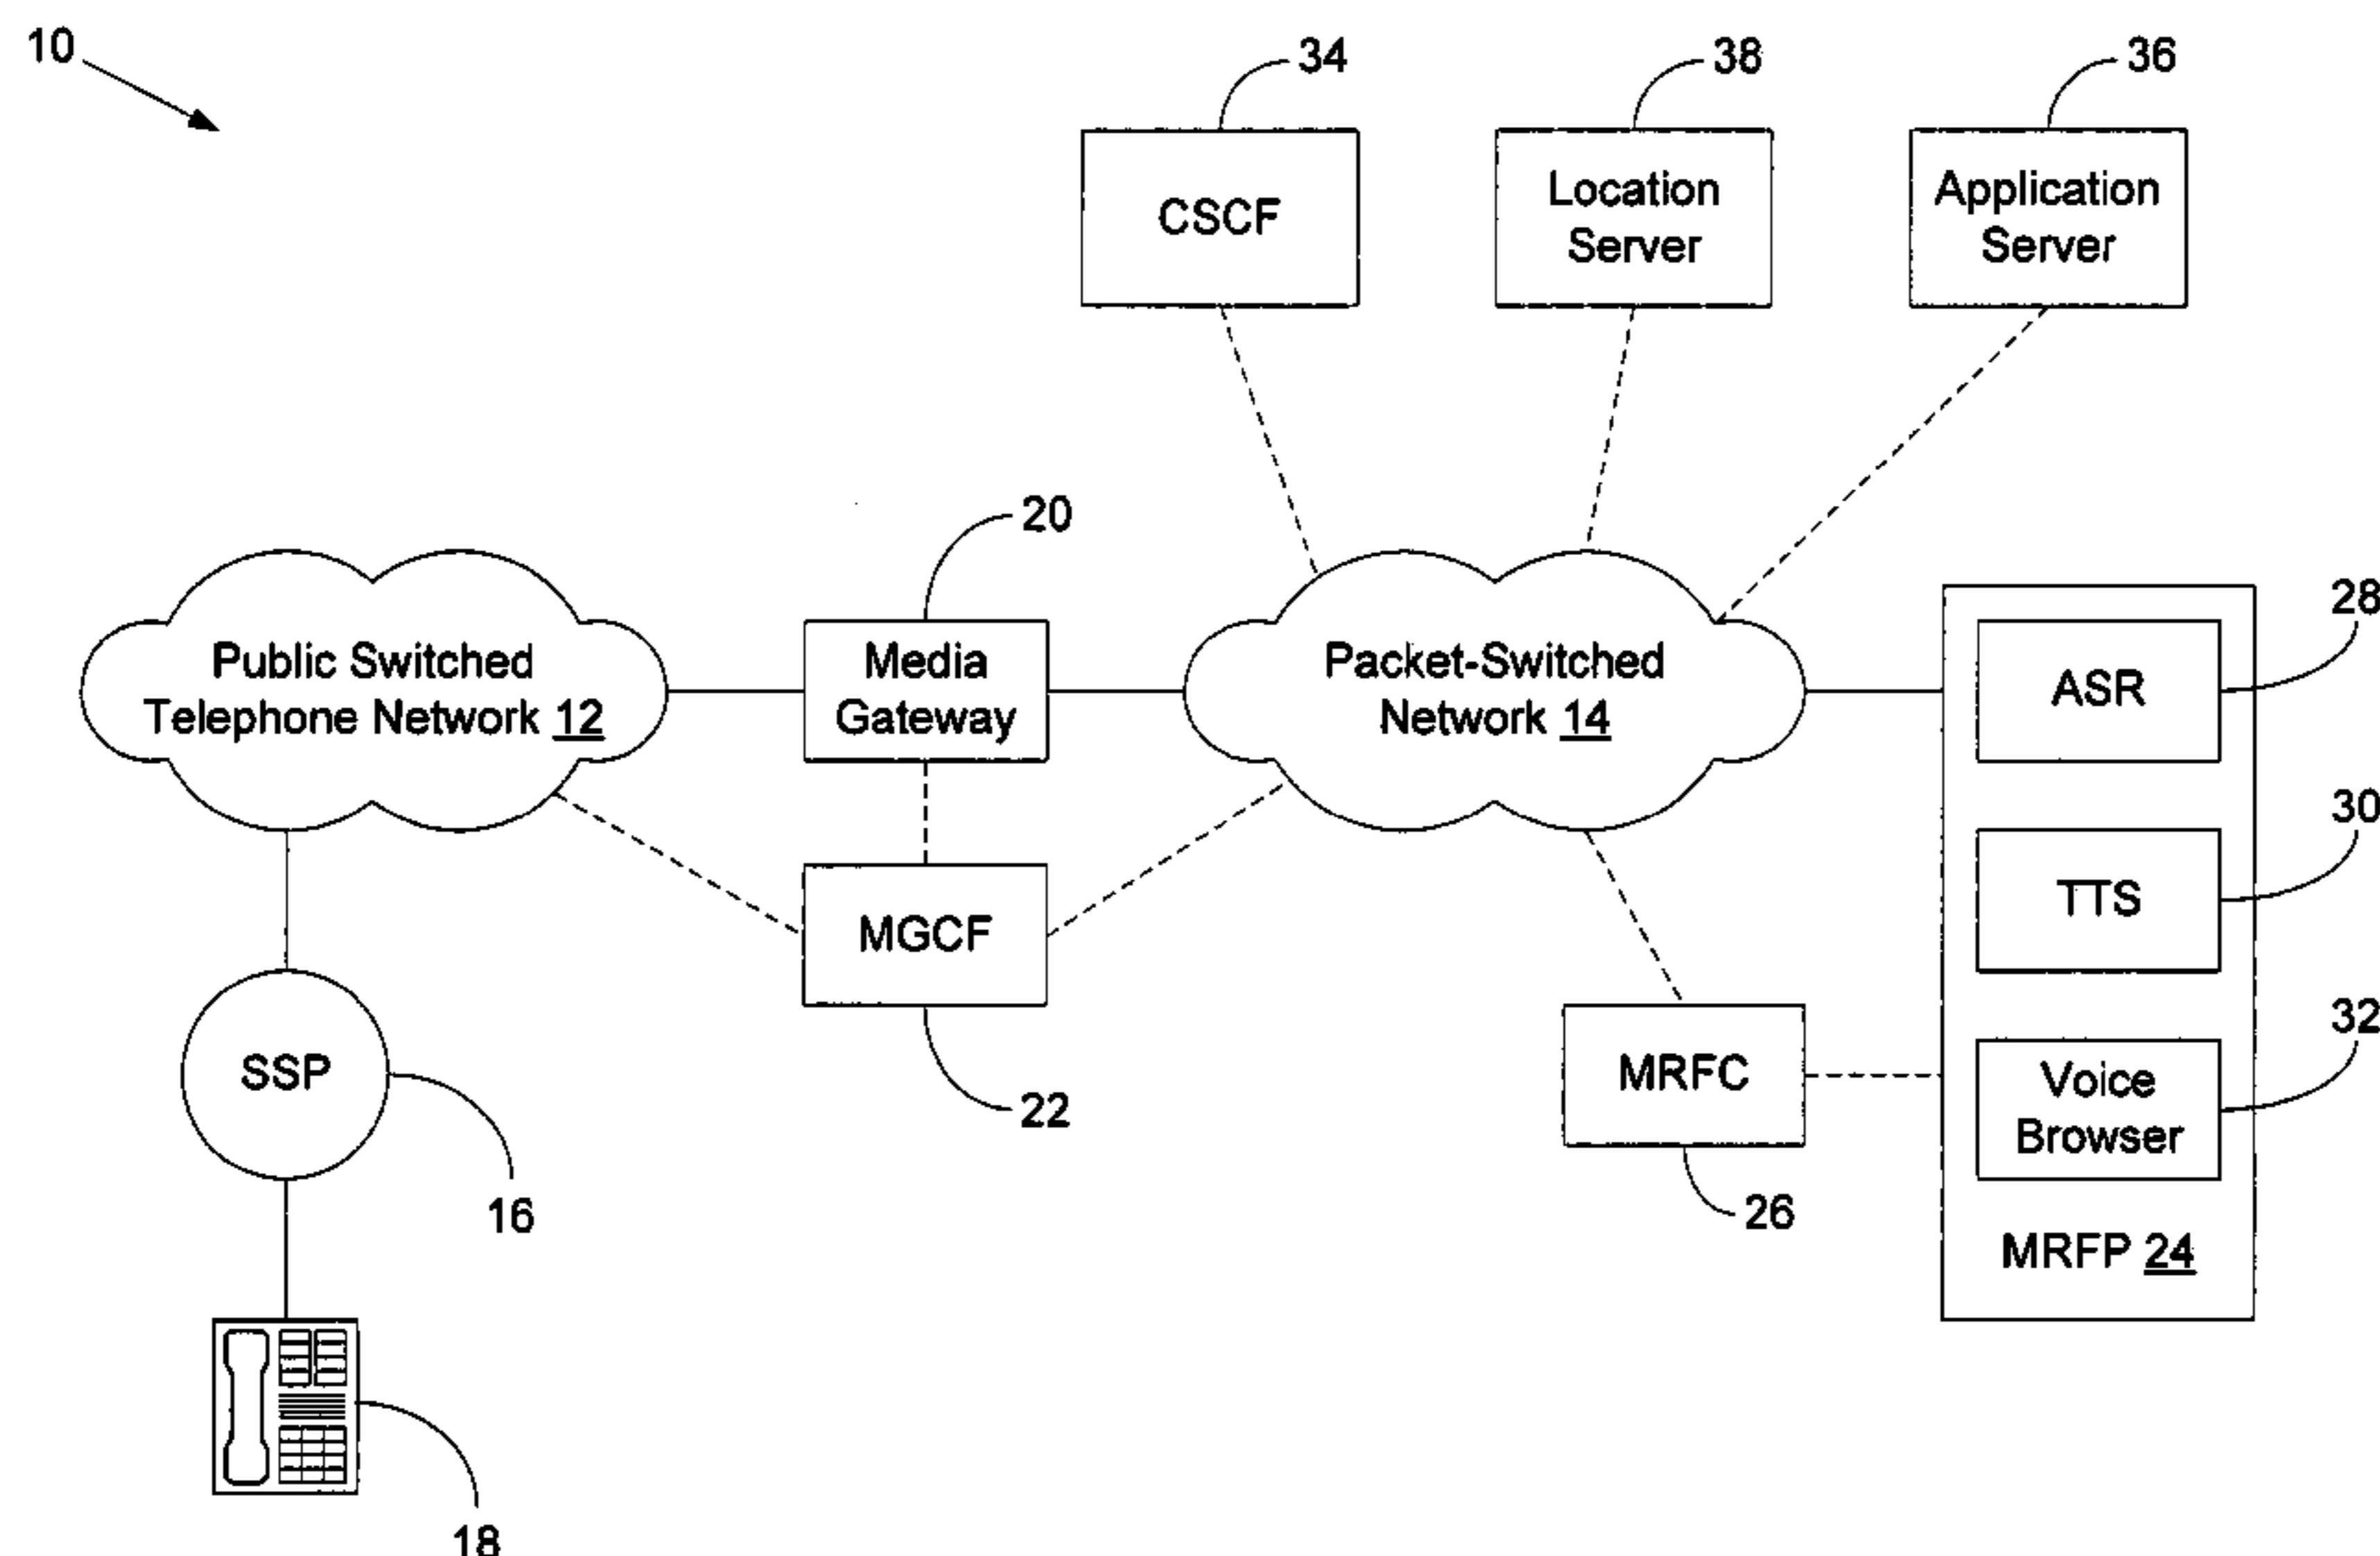 10
34
38
36
CSCF
Location
Server
Application
Server
20
28
Public Switched
Telephone Network 12
Media
Gateway
Packet-Switched
Network 14
ASR
30
TTS
MGCF
32
SSP
MRFC
Voice
Browser
22
16
26
MRFP 24
18